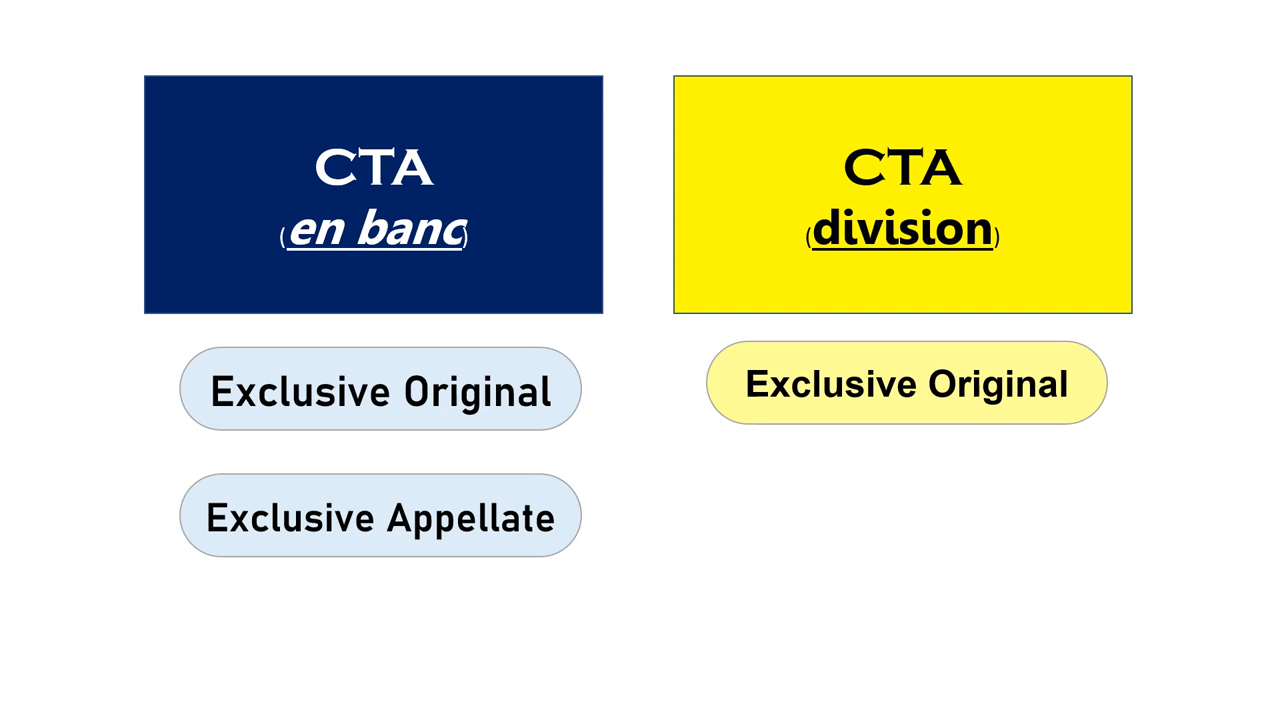 CTA
(en banc)
Exclusive Original
Exclusive Appellate
CTA
(division)
Exclusive Original